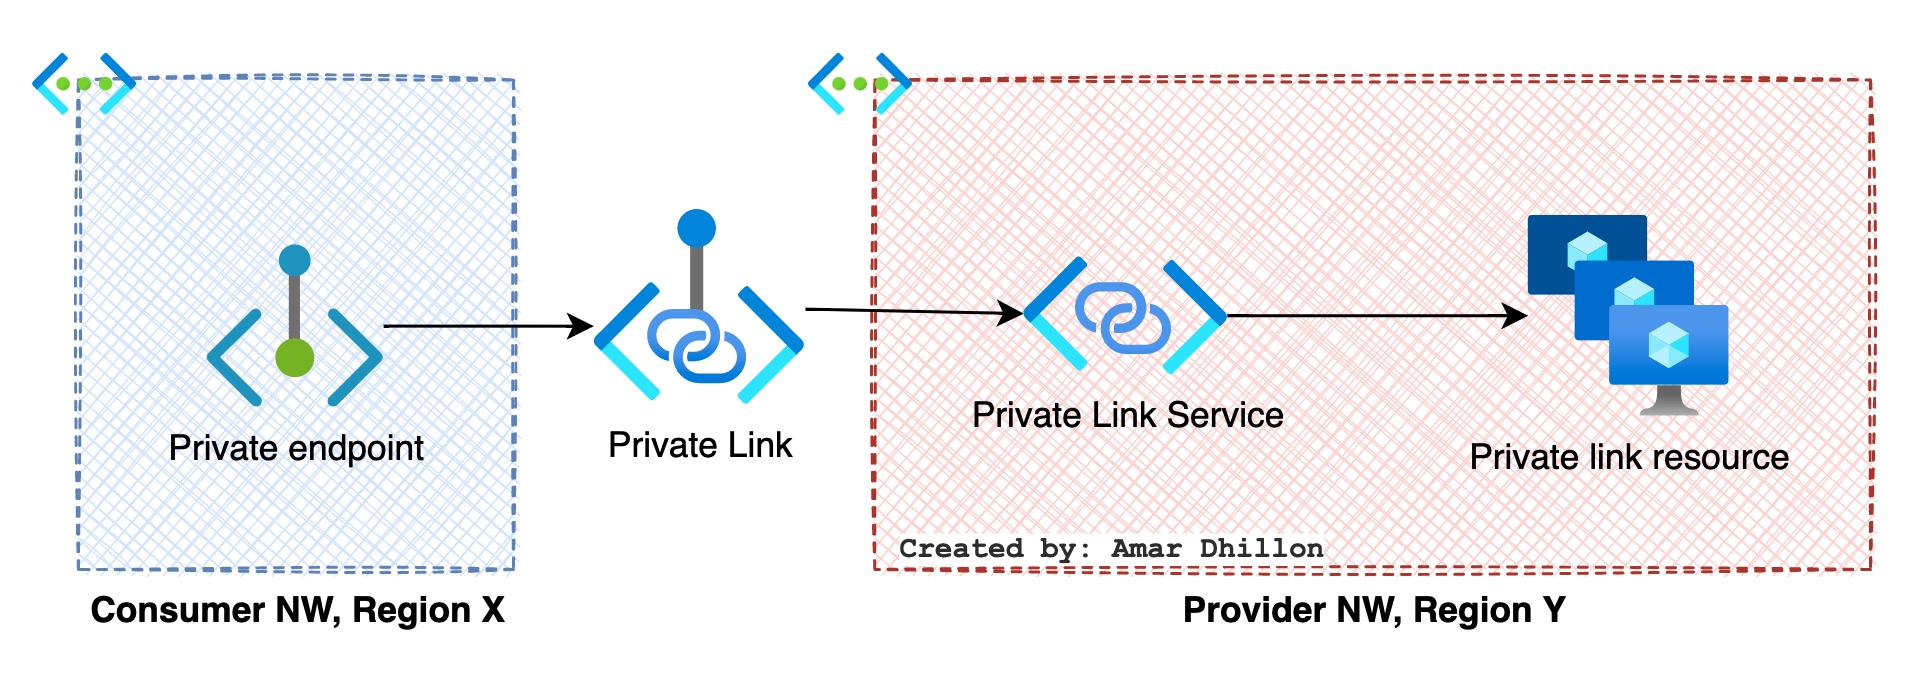 Private endpoint
Private Link
Private Link Service
Private link resource
Created by: Amar Dhillon
Consumer NW, Region X
Provider NW, Region Y